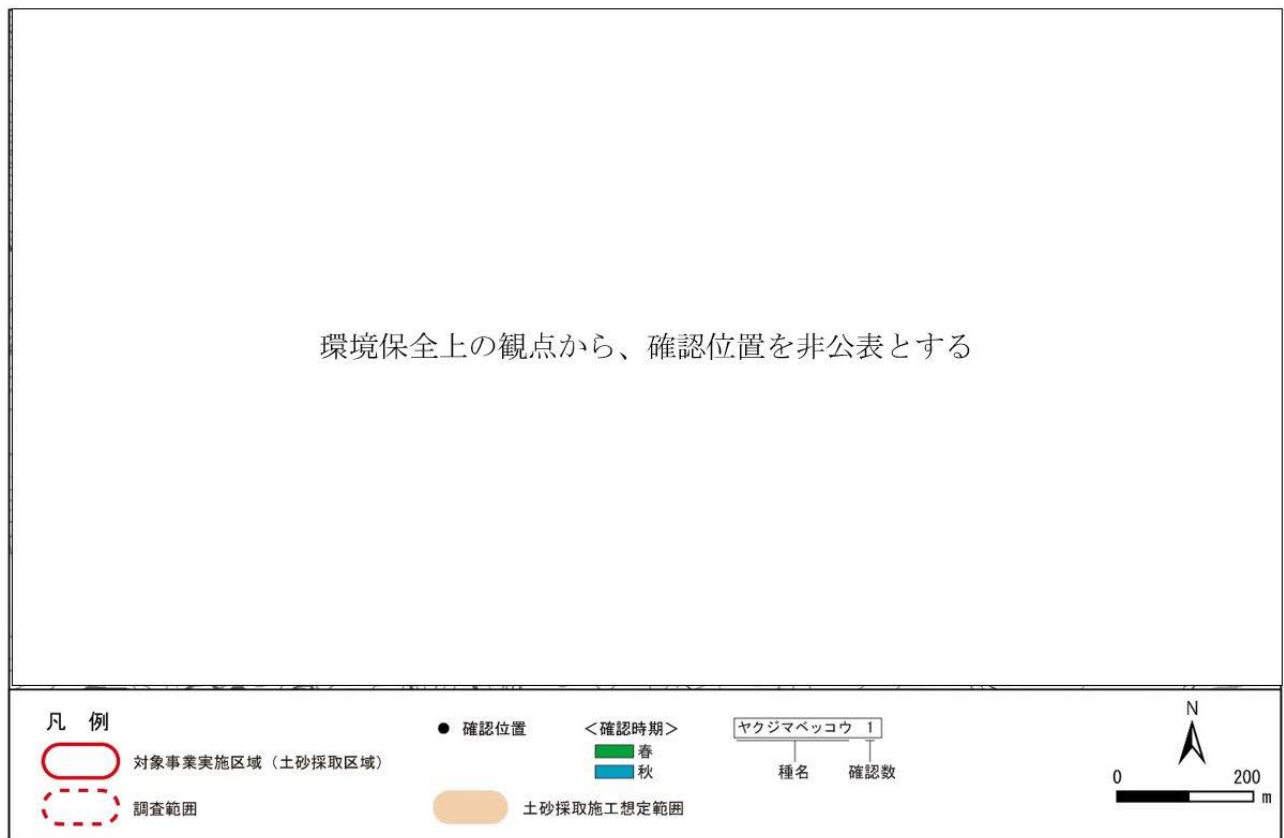 環境保全上の観点から、確認位置を非公表とする
凡 例
対象事業実施区域（土砂採取区域）
調査範囲
● 確認位置
＜確認時期＞
春
秋
土砂採取施工想定範囲
ヤクジマベッコウ 1
種名 確認数
N
0 200
m